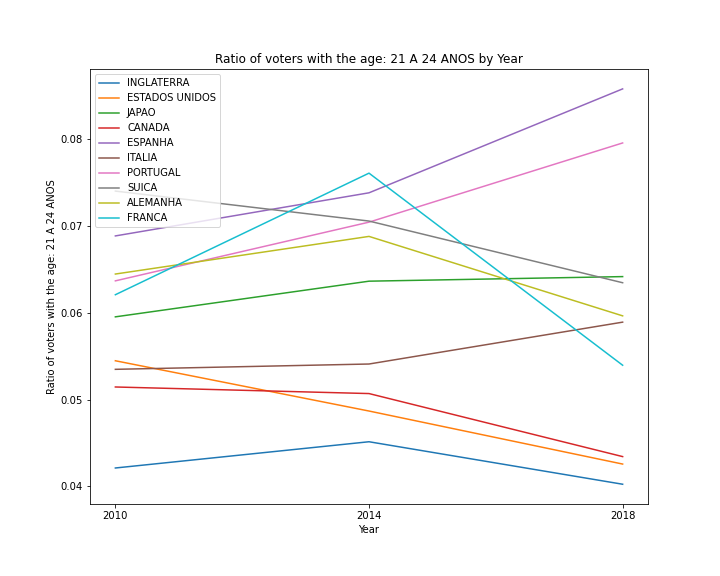 Ratio of voters with the age: 21 A 24 ANOS by Year
INGLATERRA
ESTADOS UNIDOS
JAPAO
CANADA
ESPANHA
ITALIA
PORTUGAL
SUICA
ALEMANHA
FRANCA
Ratio of voters with the age: 21 A 24 ANOS
0.08
0.07
0.06
0.05
0.04
2010
2014
2018
Year